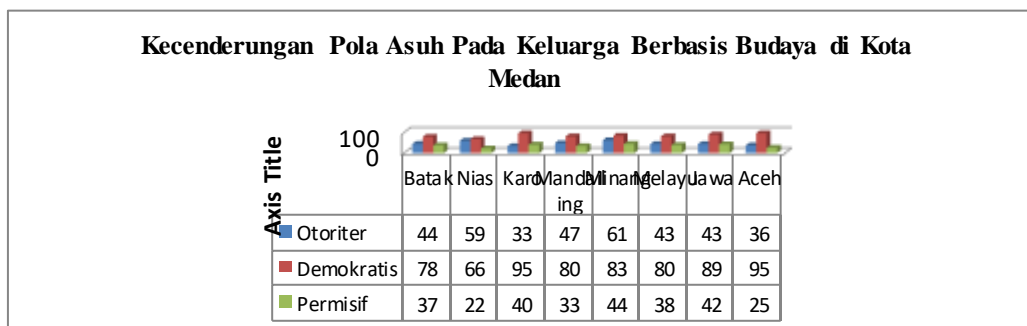 Kecenderungan Pola Asuh Pada Keluarga Berbasis Budaya di Kota
Medan
Axis Title
100
0
Batak Nias Karo Mandailing Minang Melayu Jawa Aceh
Otoriter 44 59 33 47 61 43 43 36
Demokratis 78 66 95 80 83 80 89 95
Permisif 37 22 40 33 44 38 42 25